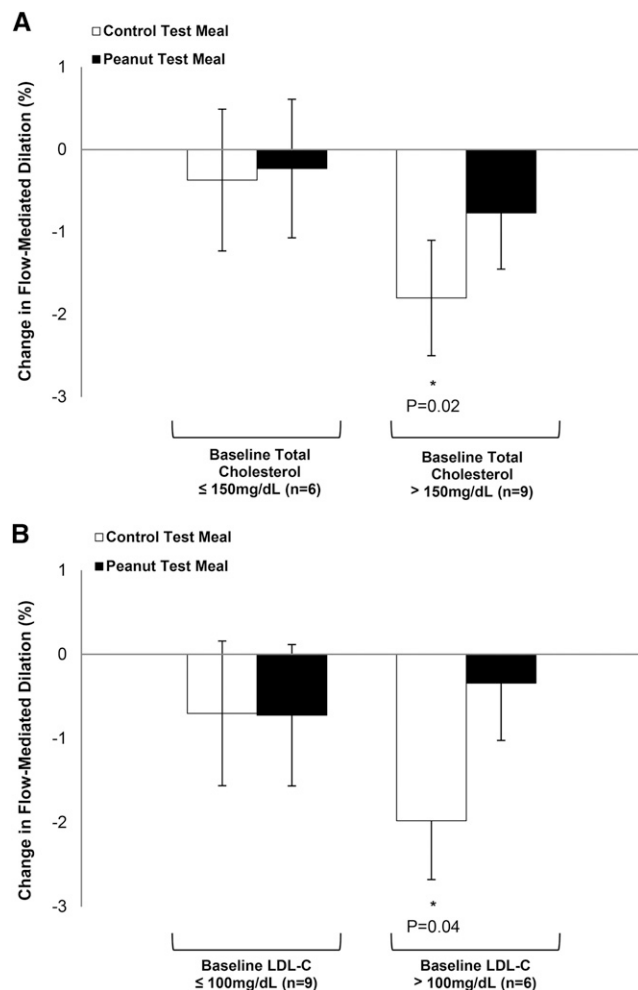 A
Control Test Meal
Peanut Test Meal
Change in Flow-Mediated Dilation (%)
1
0
-1
-2
-3
*
P=0.02
Baseline Total
Cholesterol
≤ 150mg/dL (n=6)
Baseline Total
Cholesterol
> 150mg/dL (n=9)
B
Control Test Meal
Peanut Test Meal
Change in Flow-Mediated Dilation (%)
1
0
-1
-2
-3
*
P=0.04
Baseline LDL-C
≤ 100mg/dL (n=9)
Baseline LDL-C
> 100mg/dL (n=6)